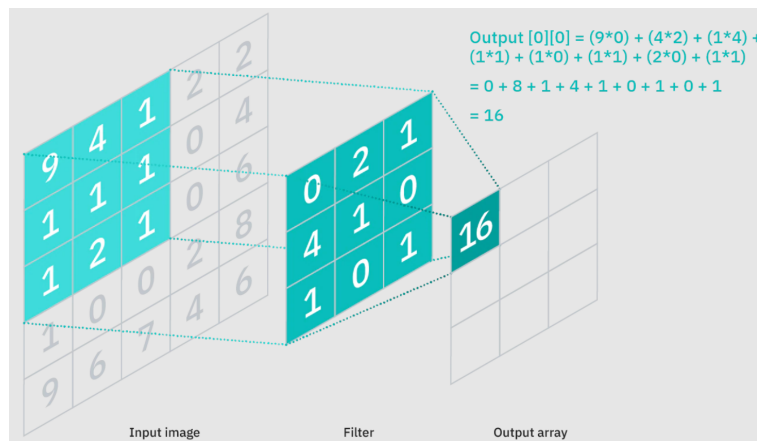 Output [0][0] = (9*0) + (4*2) + (1*4) +
(1*1) + (1*0) + (1*1) + (2*0) + (1*1)
= 0 + 8 + 1 + 4 + 1 + 0 + 1 + 0 + 1
= 16
9 4 1 2 2
1 1 1 0 4
1 2 1 0 6
1 0 0 2 8
9 6 7 4 6
0 2 1
4 1 0
1 0 1
16
Input image
Filter
Output array